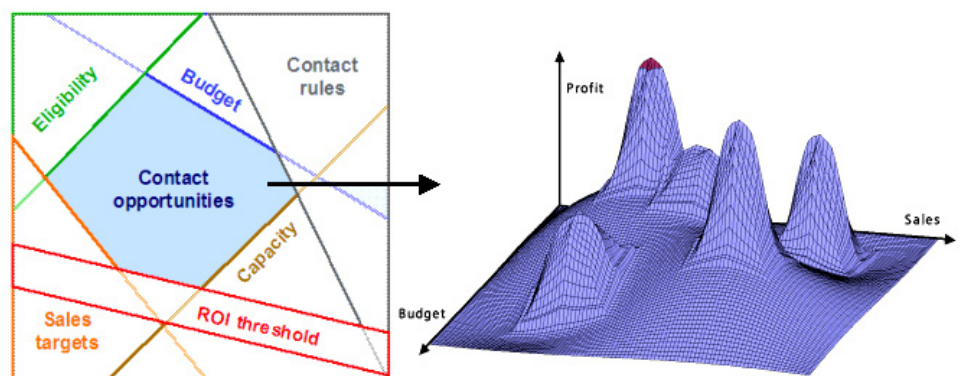 Eligibility
Budget
Contact
rules
Contact
opportunities
Capacity
Sales
targets
ROI threshold
Profit
Sales
Budget